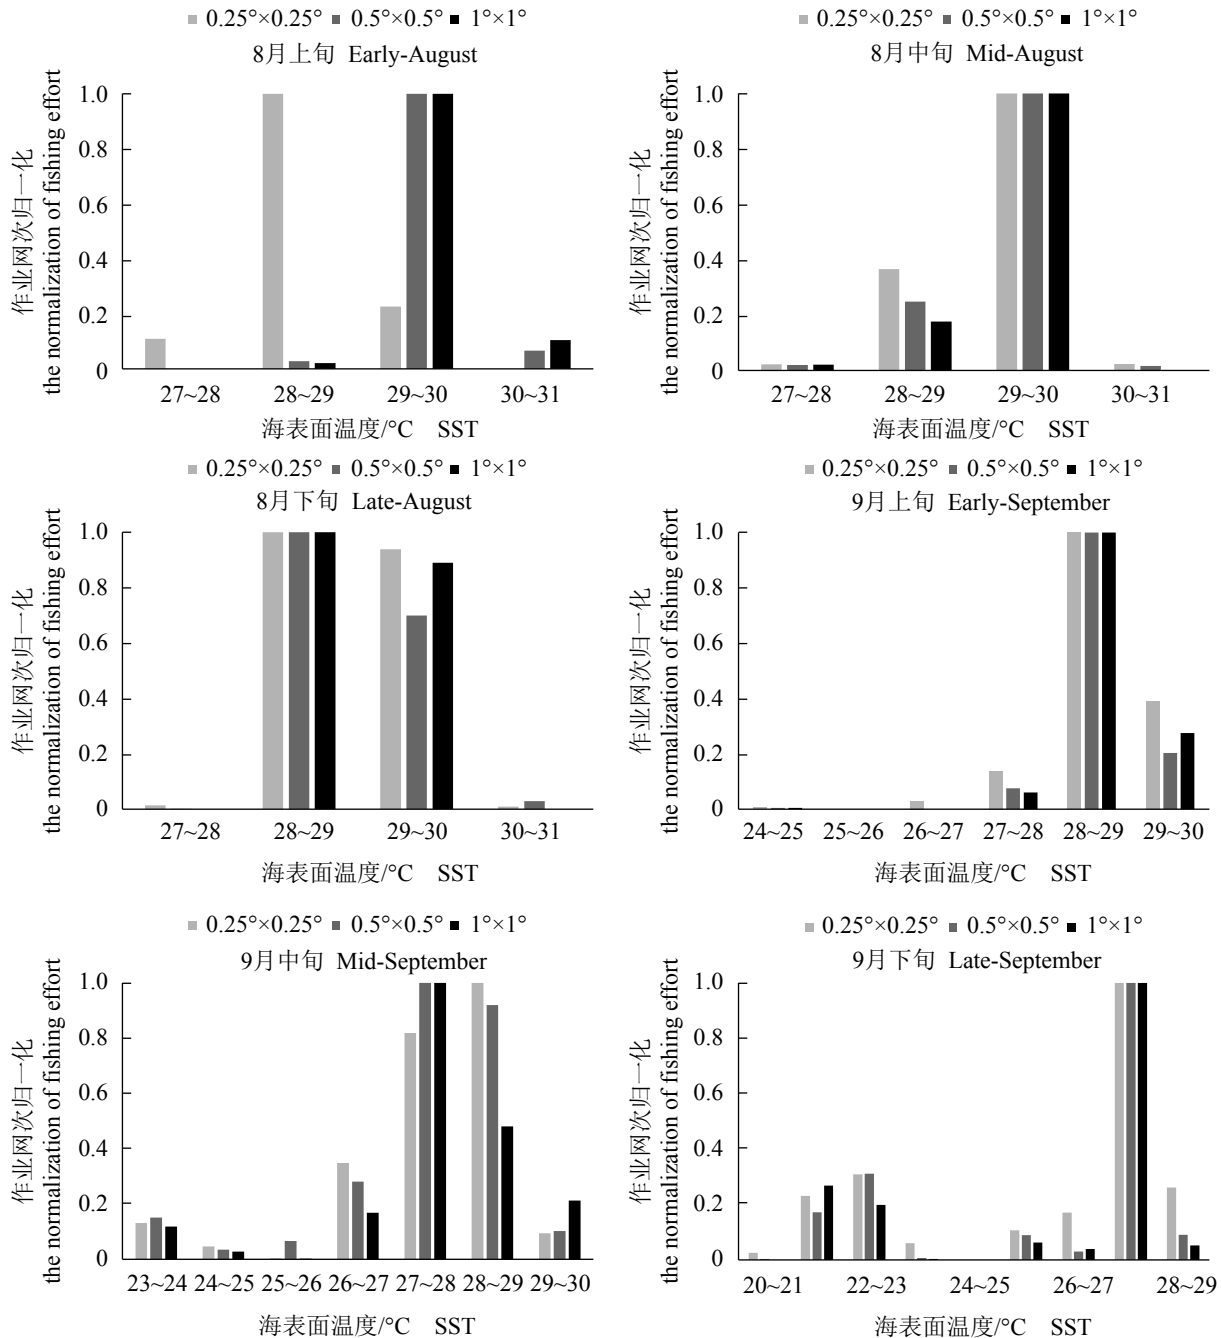 0.25°×0.25° 0.5°×0.5° 1°×1°
8月上旬 Early-August
作业网次归一化
the normalization of fishing effort
1.0
0.8
0.6
0.4
0.2
0
27~28 28~29 29~30 30~31
海表面温度/°C SST
0.25°×0.25° 0.5°×0.5° 1°×1°
8月中旬 Mid-August
作业网次归一化
the normalization of fishing effort
1.0
0.8
0.6
0.4
0.2
0
27~28 28~29 29~30 30~31
海表面温度/°C SST
0.25°×0.25° 0.5°×0.5° 1°×1°
8月下旬 Late-August
作业网次归一化
the normalization of fishing effort
1.0
0.8
0.6
0.4
0.2
0
27~28 28~29 29~30 30~31
海表面温度/°C SST
0.25°×0.25° 0.5°×0.5° 1°×1°
9月上旬 Early-September
作业网次归一化
the normalization of fishing effort
1.0
0.8
0.6
0.4
0.2
0
24~25 25~26 26~27 27~28 28~29 29~30
海表面温度/°C SST
0.25°×0.25° 0.5°×0.5° 1°×1°
9月中旬 Mid-September
作业网次归一化
the normalization of fishing effort
1.0
0.8
0.6
0.4
0.2
0
23~24 24~25 25~26 26~27 27~28 28~29 29~30
海表面温度/°C SST
0.25°×0.25° 0.5°×0.5° 1°×1°
9月下旬 Late-September
作业网次归一化
the normalization of fishing effort
1.0
0.8
0.6
0.4
0.2
0
20~21 22~23 24~25 26~27 28~29
海表面温度/°C SST